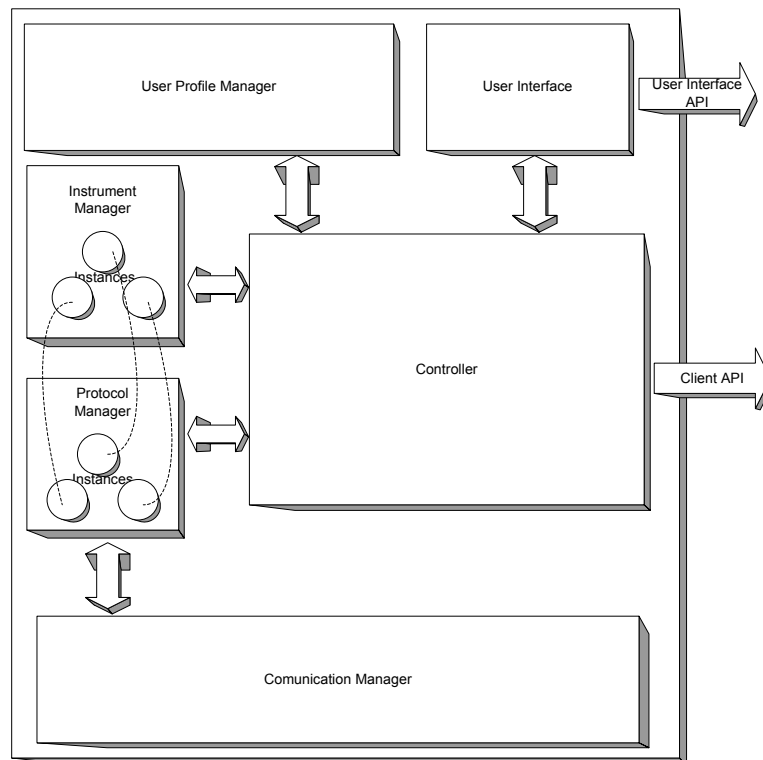 User Profile Manager
User Interface
User Interface
API
Instrument
Manager
Instances
Controller
Client API
Protocol
Manager
Instances
Comunication Manager